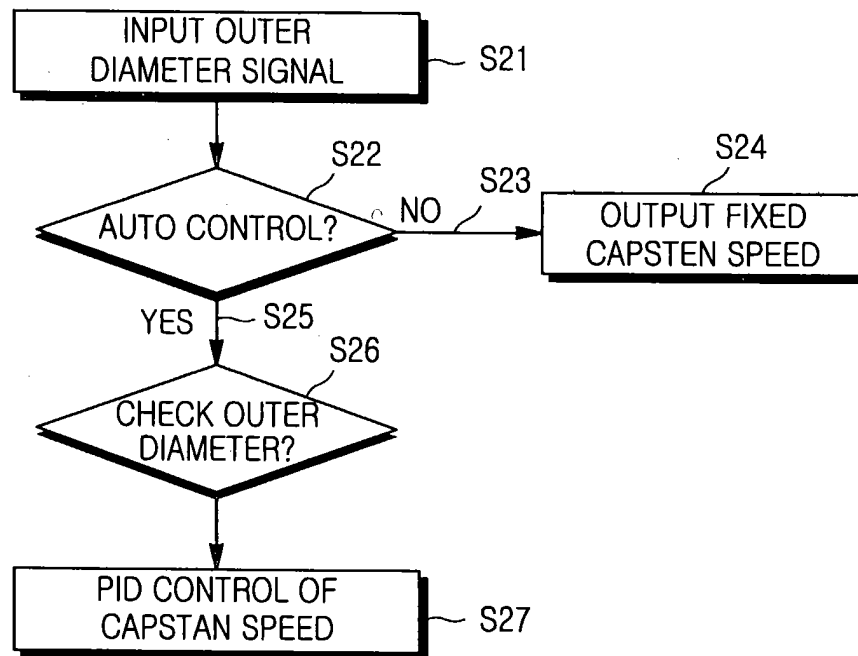 INPUT OUTER
DIAMETER SIGNAL
S21
S22
AUTO CONTROL?
NO
S23
S24
OUTPUT FIXED
CAPSTEN SPEED
YES
S25
S26
CHECK OUTER
DIAMETER?
PID CONTROL OF
CAPSTAN SPEED
S27